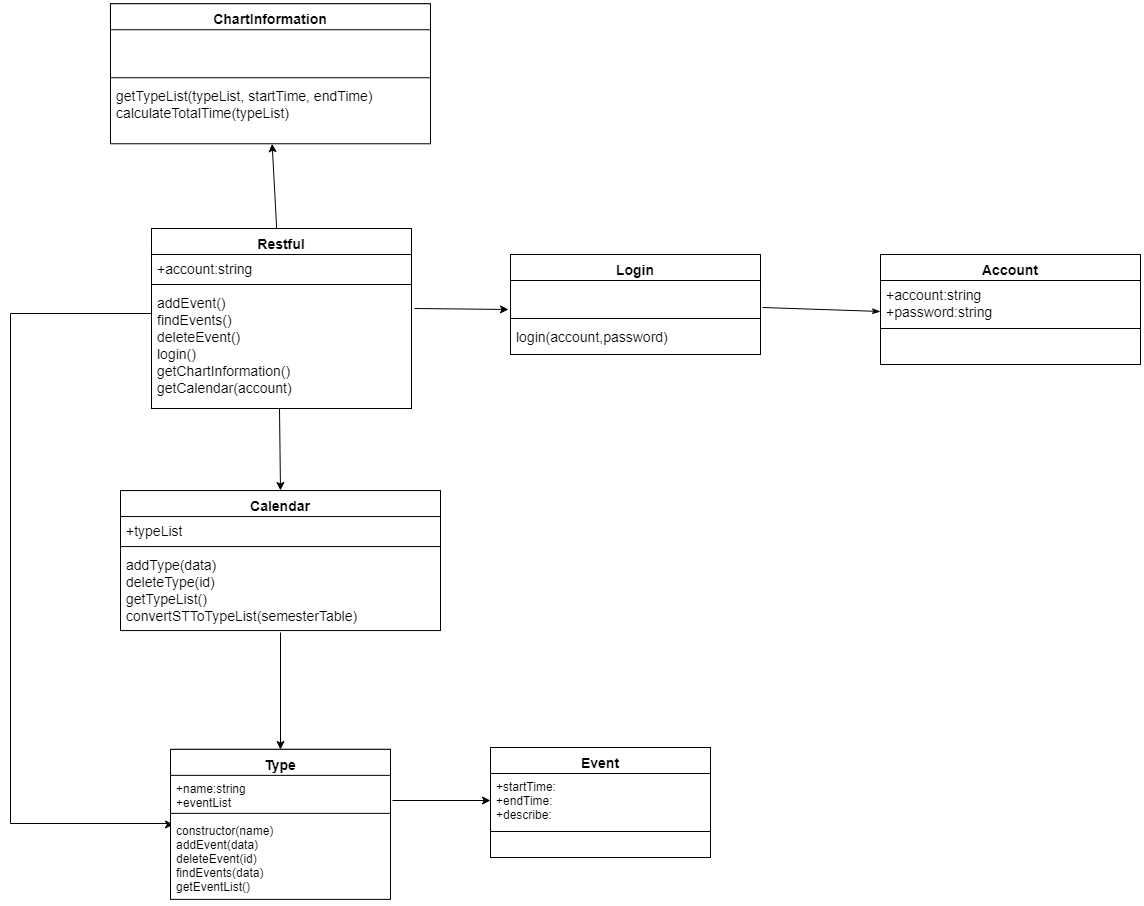 ChartInformation
getTypeList(typeList, startTime, endTime)
calculateTotalTime(typeList)
Restful
+account:string
addEvent()
findEvents()
deleteEvent()
login()
getChartInformation()
getCalendar(account)
Login
login(account,password)
Account
+account:string
+password:string
Calendar
+typeList
addType(data)
deleteType(id)
getTypeList()
convertSTToTypeList(semesterTable)
Type
+name:string
+eventList
constructor(name)
addEvent(data)
deleteEvent(id)
findEvents(data)
getEventList()
Event
+startTime:
+endTime:
+describe: